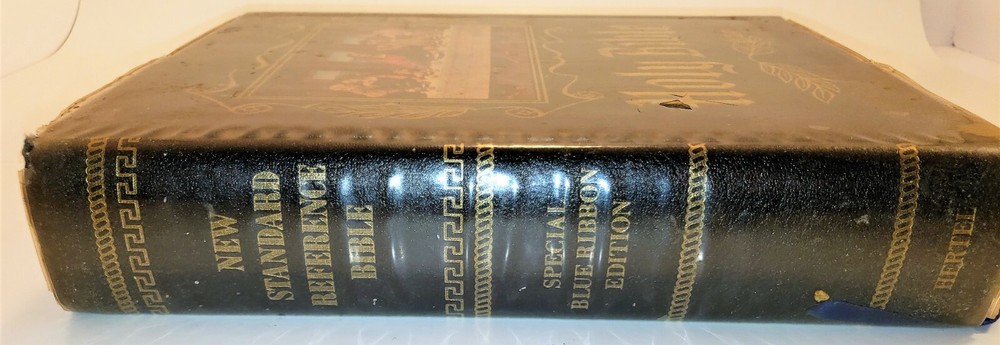 Holy Bible
NEW
STANDARD
REFERENCE
BIBLE
SPECIAL
BLUE RIBBON
EDITION
HERTEL